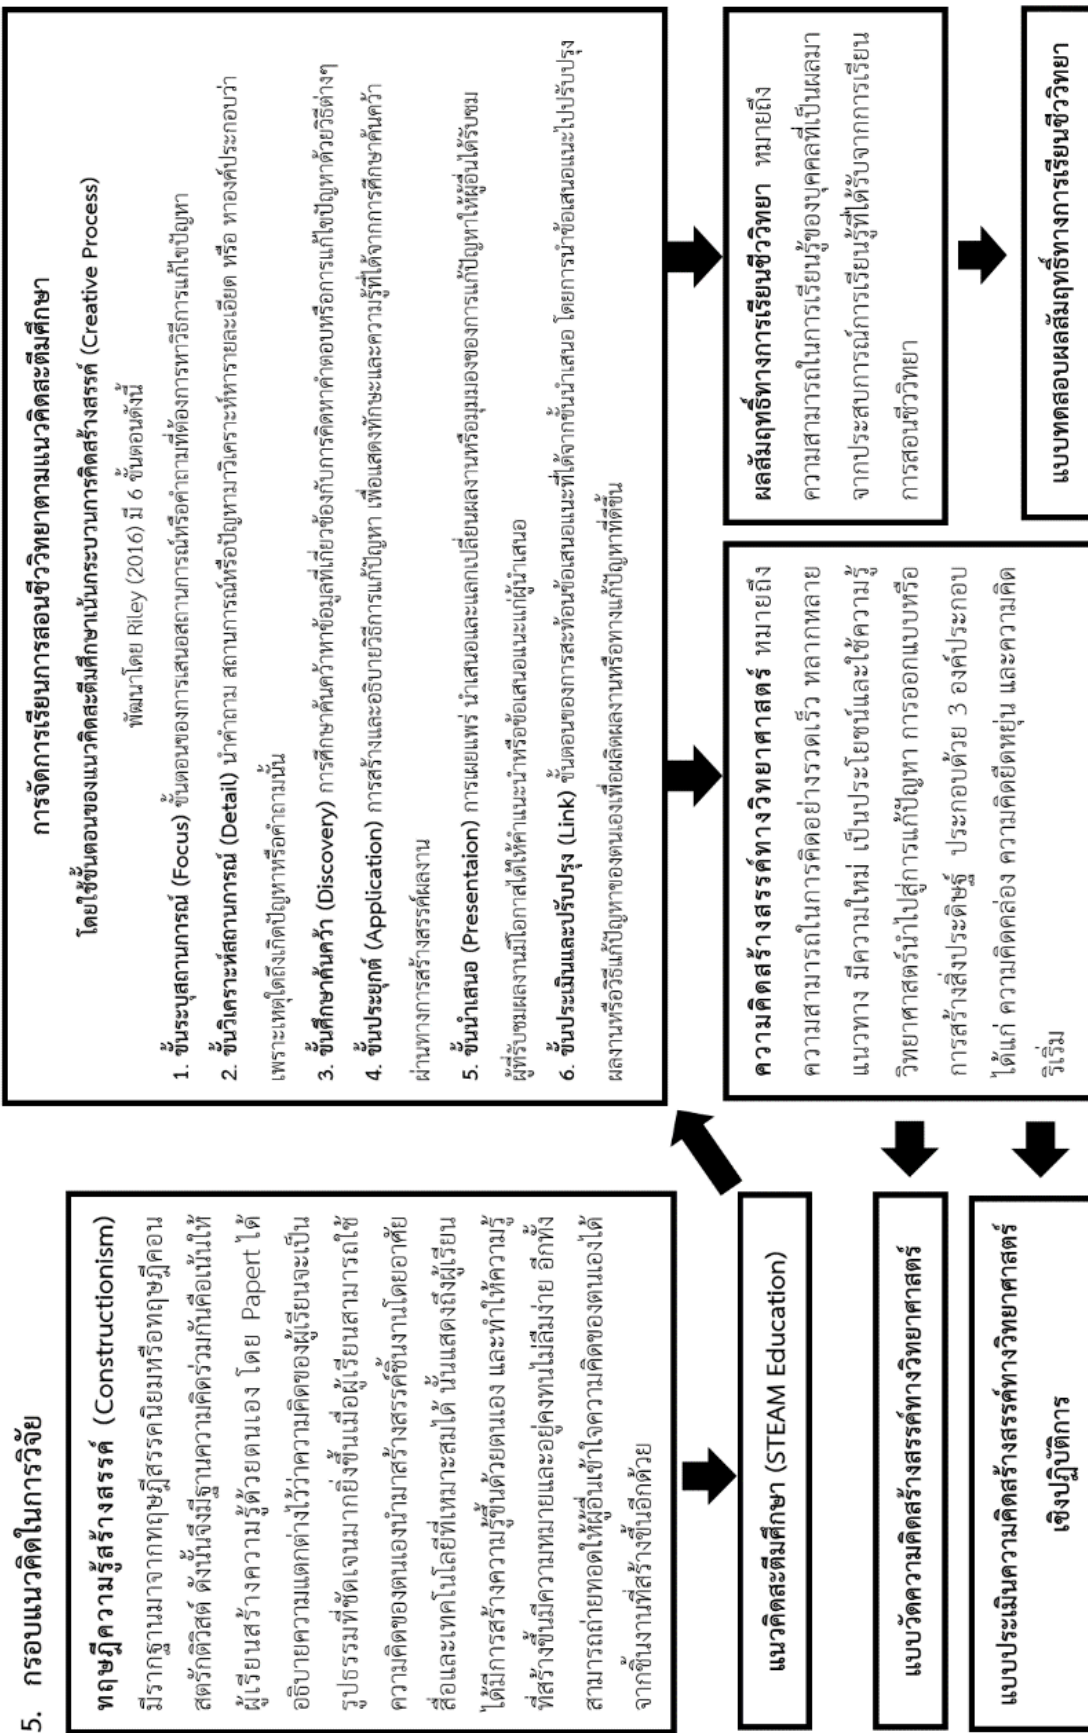 5. กรอบแนวคิดในการวิจัย
ทฤษฎีความรู้สร้างสรรค์ (Constructionism)
มีรากฐานมาจากทฤษฎีสรรคนิยมหรือทฤษฎีคอน
สตรักติวิสต์ ดังนั้นจึงมีฐานความคิดร่วมกันคือเน้นให้
ผู้เรียนสร้างความรู้ด้วยตนเอง โดย Papert ได้
อธิบายความแตกต่างไว้ว่าความคิดของผู้เรียนจะเป็น
รูปธรรมที่ชัดเจนมากยิ่งขึ้นเมื่อผู้เรียนสามารถใช้
ความคิดของตนเองนำมาสร้างสรรค์ชิ้นงานโดยอาศัย
สื่อและเทคโนโลยีที่เหมาะสมได้ นั้นแสดงถึงผู้เรียน
ได้มีการสร้างความรู้ขึ้นด้วยตนเอง และทำให้ความรู้
ที่สร้างขึ้นมีความหมายและอยู่คงทนไม่ลืมง่าย อีกทั้ง
สามารถถ่ายทอดให้ผู้อื่นเข้าใจความคิดของตนเองได้
จากชิ้นงานที่สร้างขึ้นอีกด้วย
แนวคิดสะตีมศึกษา (STEAM Education)
การจัดการเรียนการสอนชีววิทยาตามแนวคิดสะตีมศึกษา
โดยใช้ขั้นตอนของแนวคิดสะตีมศึกษาเน้นกระบวนการคิดสร้างสรรค์ (Creative Process)
พัฒนาโดย Riley (2016) มี 6 ขั้นตอนดังนี้
1. ขั้นระบุสถานการณ์ (Focus) ขั้นตอนของการเสนอสถานการณ์หรือคำถามที่ต้องการหาวิธีการแก้ไขปัญหา
2. ขั้นวิเคราะห์สถานการณ์ (Detail) นำคำถาม สถานการณ์หรือปัญหามาวิเคราะห์หารายละเอียด หรือ หาองค์ประกอบว่า
เพราะเหตุใดถึงเกิดปัญหาหรือคำถามนั้น
3. ขั้นศึกษาค้นคว้า (Discovery) การศึกษาค้นคว้าหาข้อมูลที่เกี่ยวข้องกับการคิดหาคำตอบหรือการแก้ไขปัญหาด้วยวิธีต่างๆ
4. ขั้นประยุกต์ (Application) การสร้างและอธิบายวิธีการแก้ปัญหา เพื่อแสดงทักษะและความรู้ที่ได้จากการศึกษาค้นคว้า
ผ่านทางการสร้างสรรค์ผลงาน
5. ขั้นนำเสนอ (Presentaion) การเผยแพร่ นำเสนอและแลกเปลี่ยนผลงานหรือมุมมองของการแก้ปัญหาให้ผู้อื่นได้รับชม
ผู้ที่รับชมผลงานมีโอกาสได้ให้คำแนะนำหรือข้อเสนอแนะแก่ผู้นำเสนอ
6. ขั้นประเมินและปรับปรุง (Link) ขั้นตอนของการสะท้อนข้อเสนอแนะที่ได้จากขั้นนำเสนอ โดยการนำข้อเสนอแนะไปปรับปรุง
ผลงานหรือวิธีแก้ปัญหาของตนเองเพื่อผลิตผลงานหรือทางแก้ปัญหาที่ดีขึ้น
ความคิดสร้างสรรค์ทางวิทยาศาสตร์ หมายถึง
ความสามารถในการคิดอย่างรวดเร็ว หลากหลาย
แนวทาง มีความใหม่ เป็นประโยชน์และใช้ความรู้
วิทยาศาสตร์นำไปสู่การแก้ปัญหา การออกแบบหรือ
การสร้างสิ่งประดิษฐ์ ประกอบด้วย 3 องค์ประกอบ
ได้แก่ ความคิดคล่อง ความคิดยืดหยุ่น และความคิด
ริเริ่ม
ผลสัมฤทธิ์ทางการเรียนชีววิทยา หมายถึง
ความสามารถในการเรียนรู้ของบุคคลที่เป็นผลมา
จากประสบการณ์การเรียนรู้ที่ได้รับจากการเรียน
การสอนชีววิทยา
แบบวัดความคิดสร้างสรรค์ทางวิทยาศาสตร์
แบบประเมินความคิดสร้างสรรค์ทางวิทยาศาสตร์
เชิงปฏิบัติการ
แบบทดสอบผลสัมฤทธิ์ทางการเรียนชีววิทยา